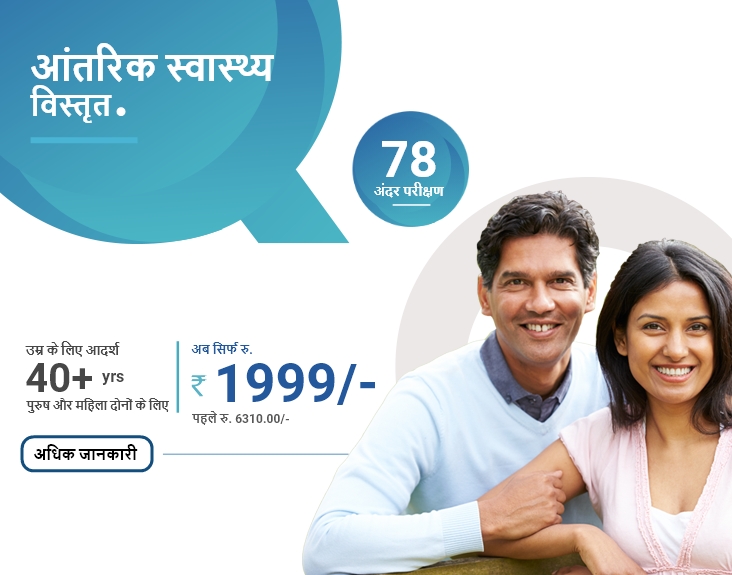 आंतरिक स्वास्थ्य
विस्तृत.
78
अंदर परीक्षण
उम्र के लिए आदर्श
40+ yrs
पुरुष और महिला दोनों के लिए
अब सिर्फ रु.
₹ 1999/-
पहले रु. 6310.00/-
अधिक जानकारी